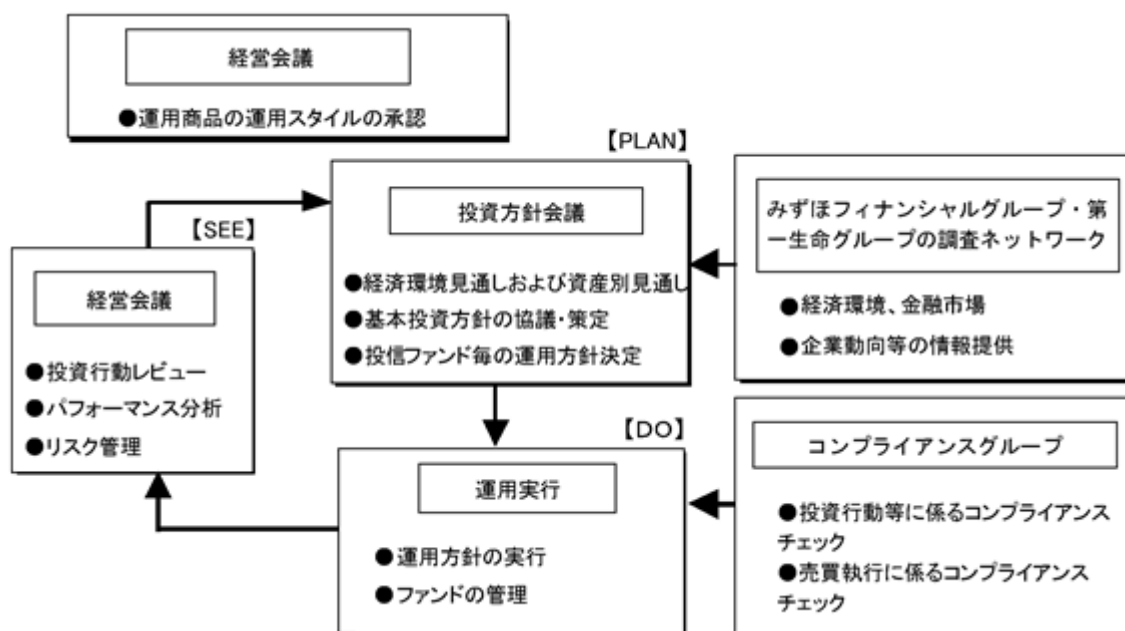 経営会議
●運用商品の運用スタイルの承認
【PLAN】
投資方針会議
●経済環境見通しおよび資産別見通し
●基本投資方針の協議・策定
●投信ファンド毎の運用方針決定
みずほフィナンシャルグループ・第
一生命グループの調査ネットワーク
●経済環境、金融市場
●企業動向等の情報提供
【SEE】
経営会議
●投資行動レビュー
●パフォーマンス分析
●リスク管理
【DO】
運用実行
●運用方針の実行
●ファンドの管理
コンプライアンスグループ
●投資行動等に係るコンプライアンス
チェック
●売買執行に係るコンプライアンス
チェック